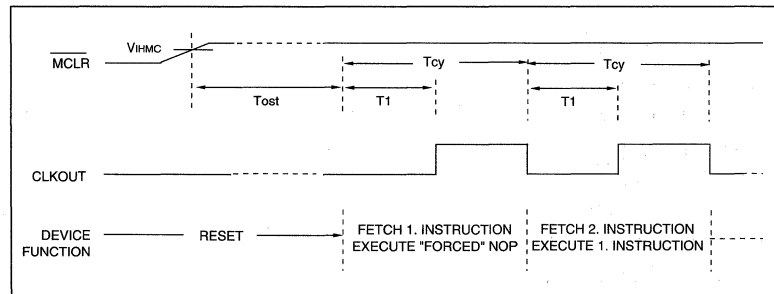 VIHMC
MCLR
Tcy Tcy
Tost T1 T1
CLKOUT
DEVICE
FUNCTION
RESET
FETCH 1. INSTRUCTION
EXECUTE "FORCED" NOP
FETCH 2. INSTRUCTION
EXECUTE 1. INSTRUCTION